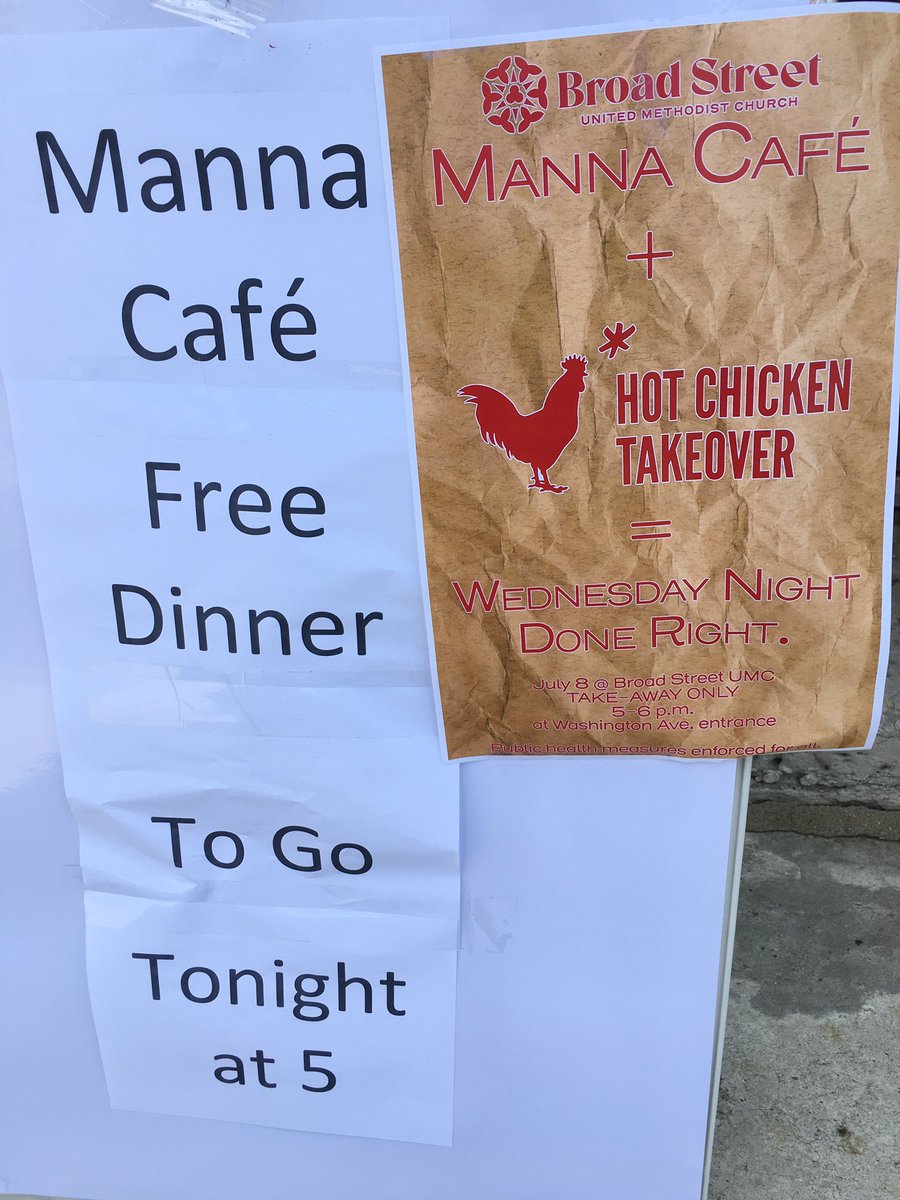 Manna
Café
Free
Dinner
To Go
Tonight
at 5
Broad Street
UNITED METHODIST CHURCH
MANNA CAFÉ
+
* HOT CHICKEN
TAKEOVER
=
WEDNESDAY NIGHT
DONE RIGHT.
July 8 @ Broad Street UMC
TAKE-AWAY ONLY
5-6 p.m.
at Washington Ave. entrance
Public health measures enforced for all.